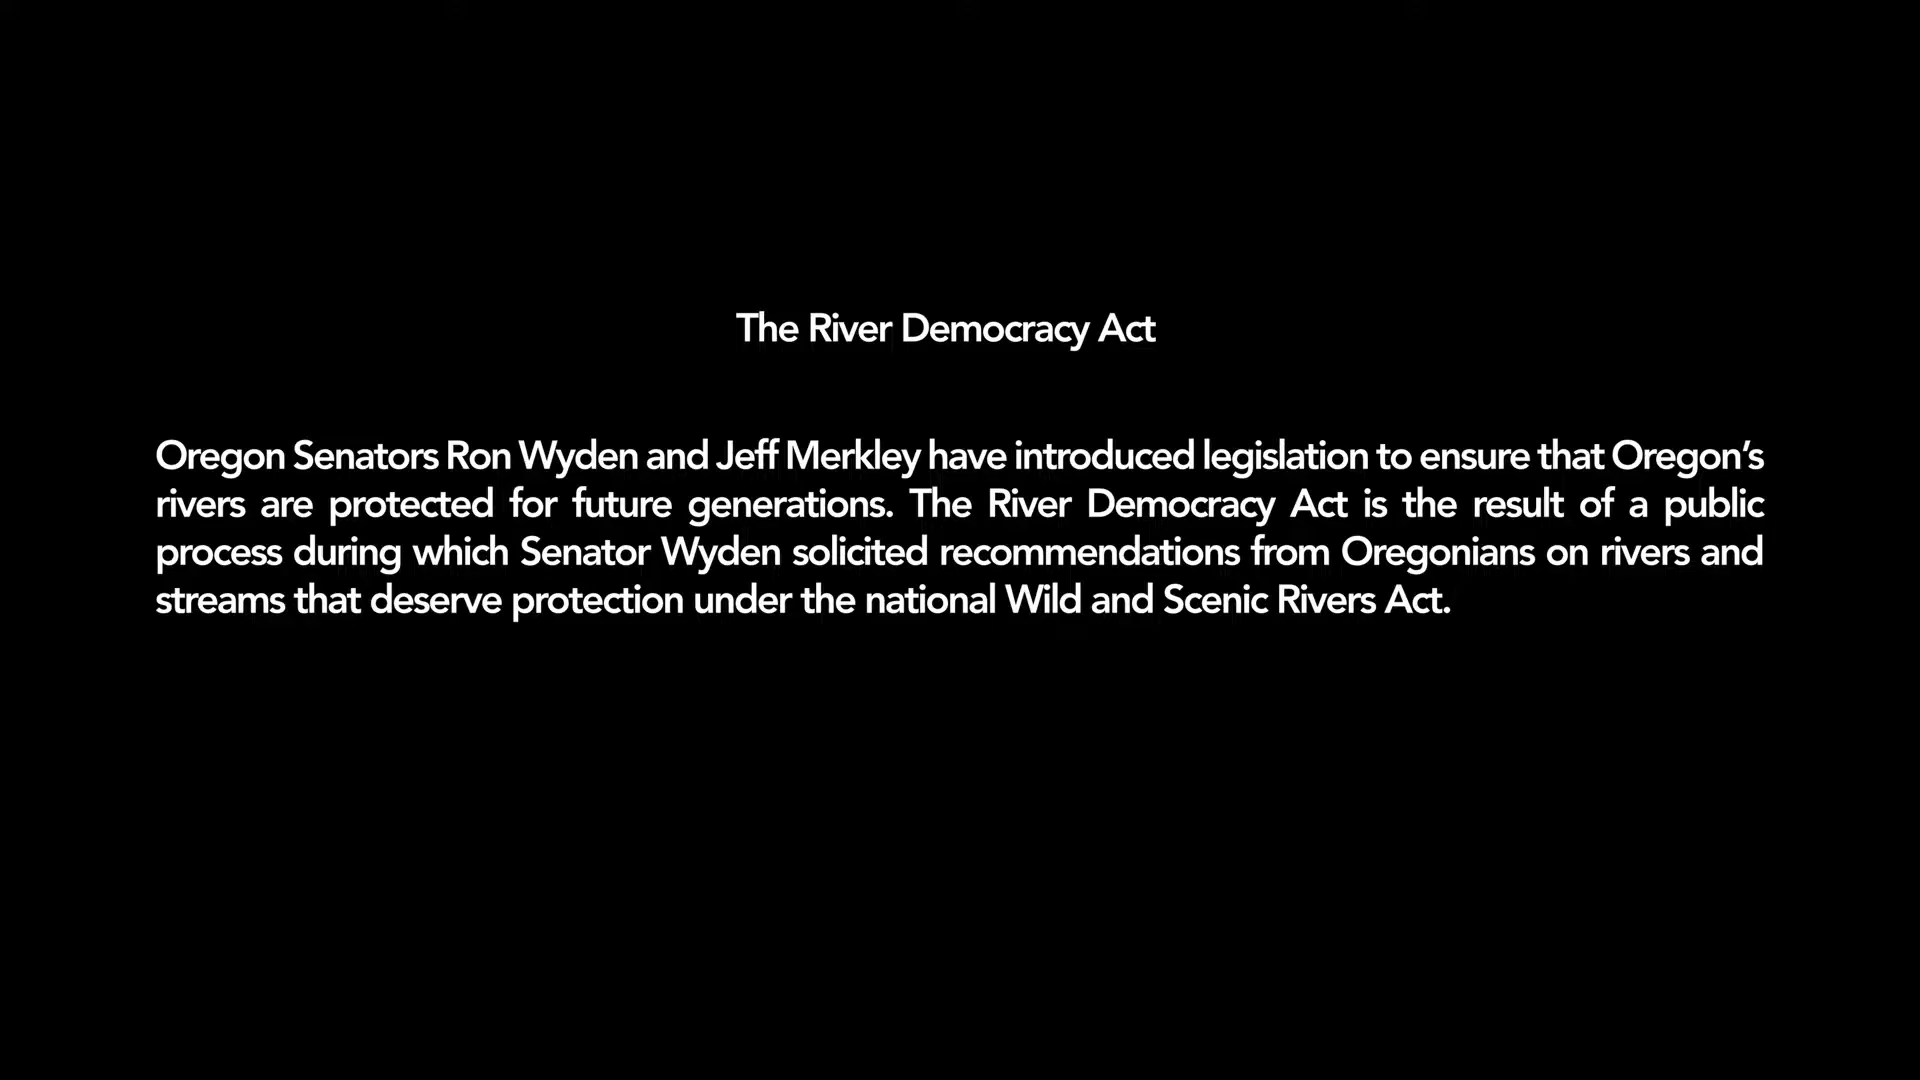 The River Democracy Act
Oregon Senators Ron Wyden and Jeff Merkley have introduced legislation to ensure that Oregon’s
rivers are protected for future generations. The River Democracy Act is the result of a public
process during which Senator Wyden solicited recommendations from Oregonians on rivers and
streams that deserve protection under the national Wild and Scenic Rivers Act.